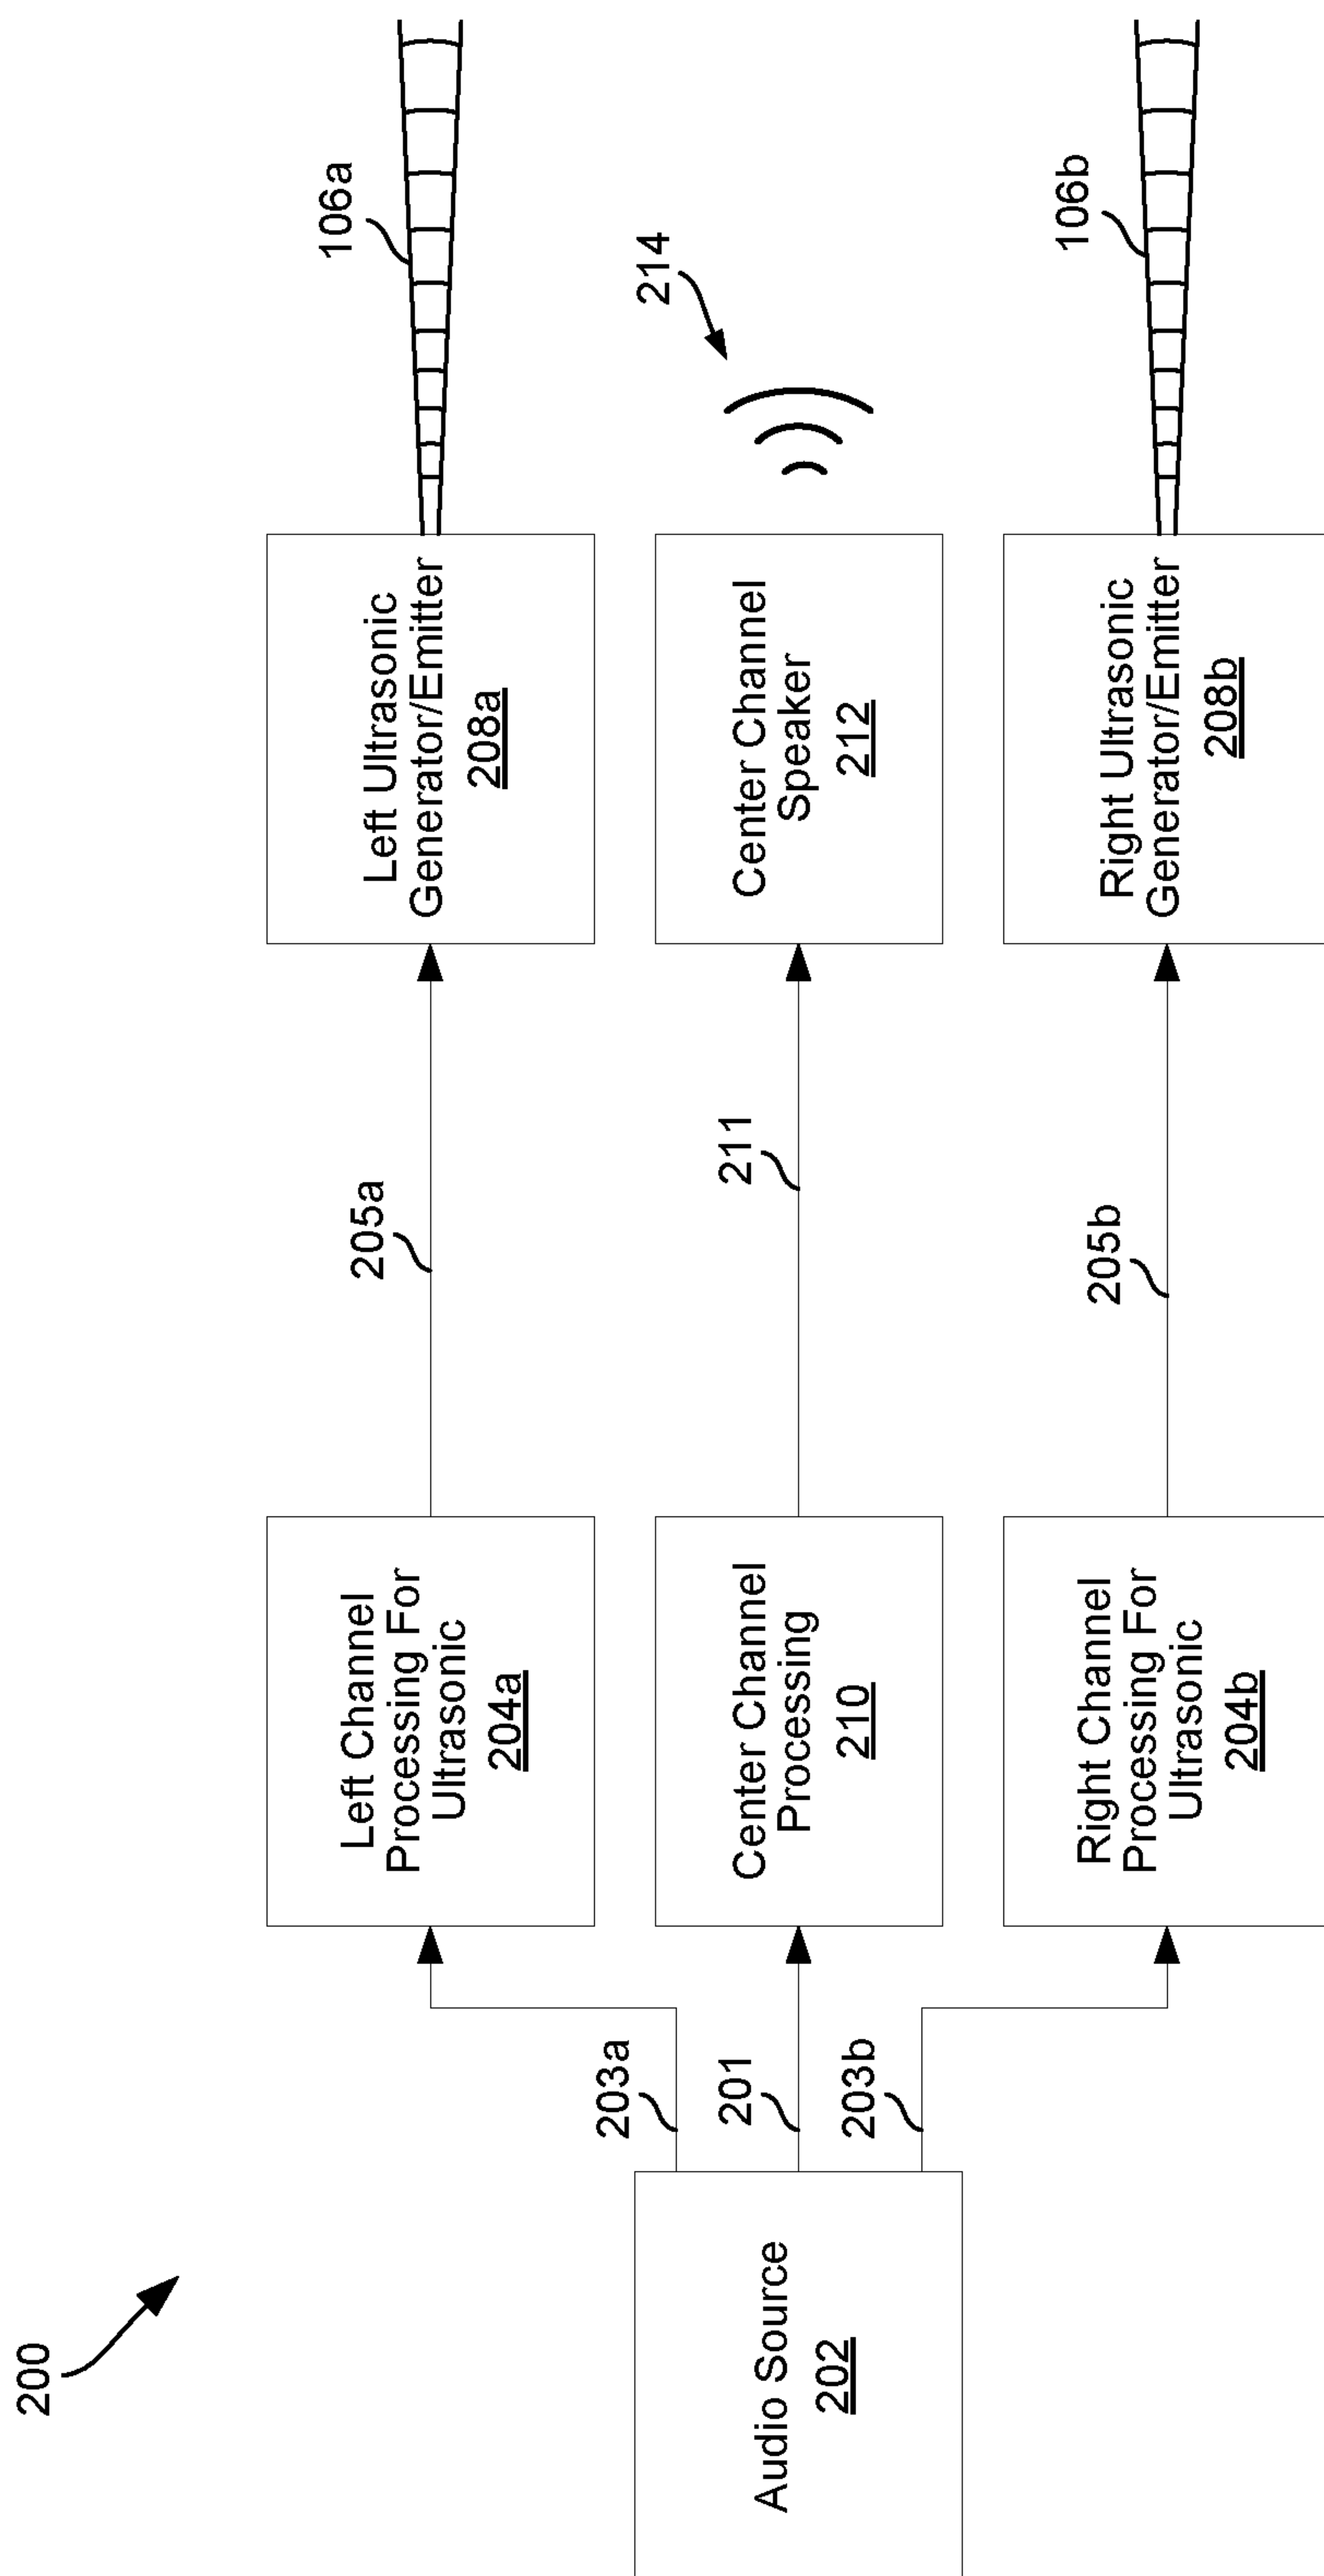 200
Audio Source
202
203a
201
203b
Left Channel
Processing For
Ultrasonic
204a
Center Channel
Processing
210
Right Channel
Processing For
Ultrasonic
204b
205a
211
205b
Left Ultrasonic
Generator/Emitter
208a
Center Channel
Speaker
212
Right Ultrasonic
Generator/Emitter
208b
106a
214
106b